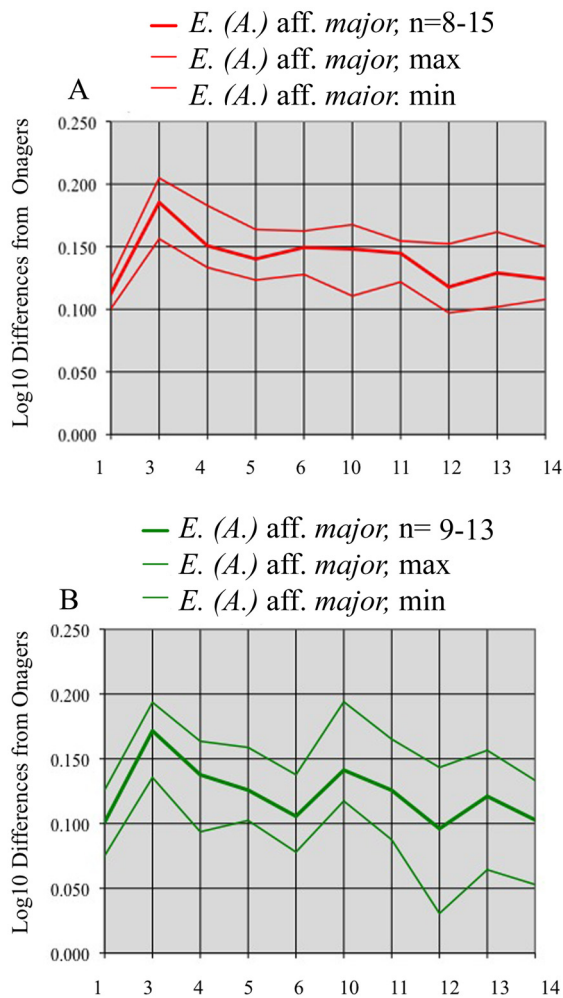 E. (A.) aff. major, n=8-15
E. (A.) aff. major, max
E. (A.) aff. major, min
A
Log10 Differences from Onagers
0.250
0.200
0.150
0.100
0.050
0.000
1 3 4 5 6 10 11 12 13 14
E. (A.) aff. major, n= 9-13
E. (A.) aff. major, max
E. (A.) aff. major, min
B
Log10 Differences from Onagers
0.250
0.200
0.150
0.100
0.050
0.000
1 3 4 5 6 10 11 12 13 14